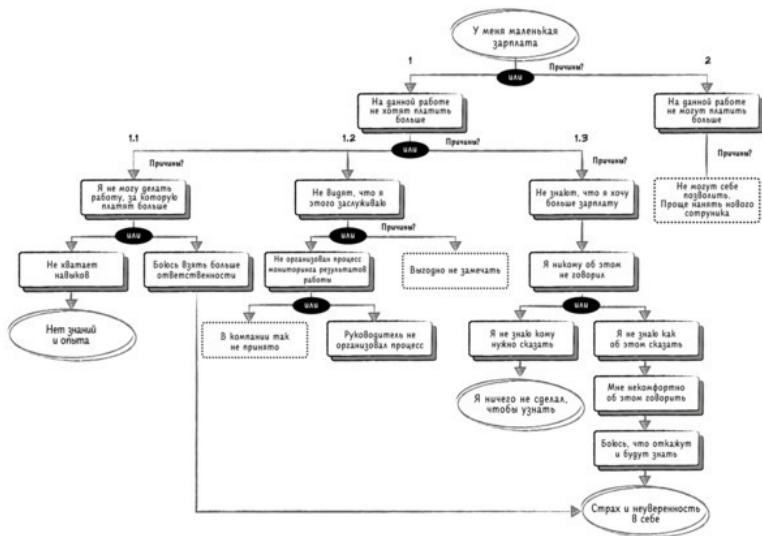 У меня маленькая
зарплата
1
Причины?
2
или
На данной работе
не хотят платить
больше
На данной работе
не могут платить
больше
1.1
1.2
Причины?
1.3
или
Причины?
Причины?
Причины?
Причины?
Я не могу делать
работу, за которую
платят больше
Не видят, что я
этого заслуживаю
Не знают, что я хочу
больше зарплату
Не могут себе
позволить.
Проще нанять нового
сотруника
или
или
Причины?
Не хватает
навыков
Боюсь взять больше
ответственности
Не организован процесс
мониторинга результатов
работы
Выгодно не замечать
Я никому об этом
не говорил
или
или
Нет знаний
и опыта
В компании так
не принято
Руководитель не
организовал процесс
Я не знаю кому
нужно сказать
Я не знаю как
об этом сказать
Я ничего не сделал,
чтобы узнать
Мне некомфортно
об этом говорить
Боюсь, что откажут
и будут знать
Страх и неуверенность
в себе